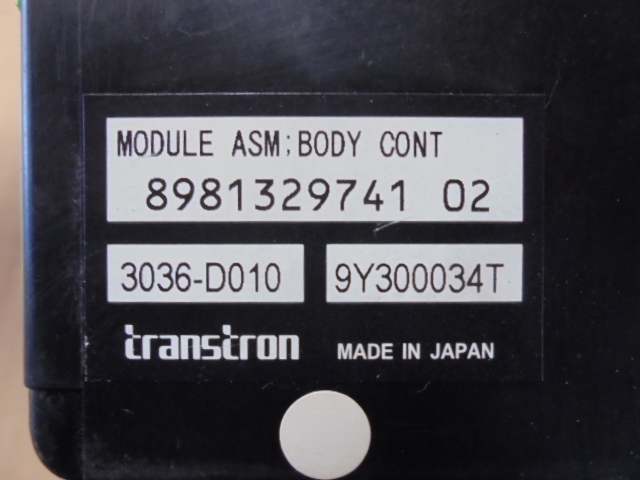 MODULE ASM;BODY CONT
8981329741 02
3036-D010 9Y300034T
transtron MADE IN JAPAN